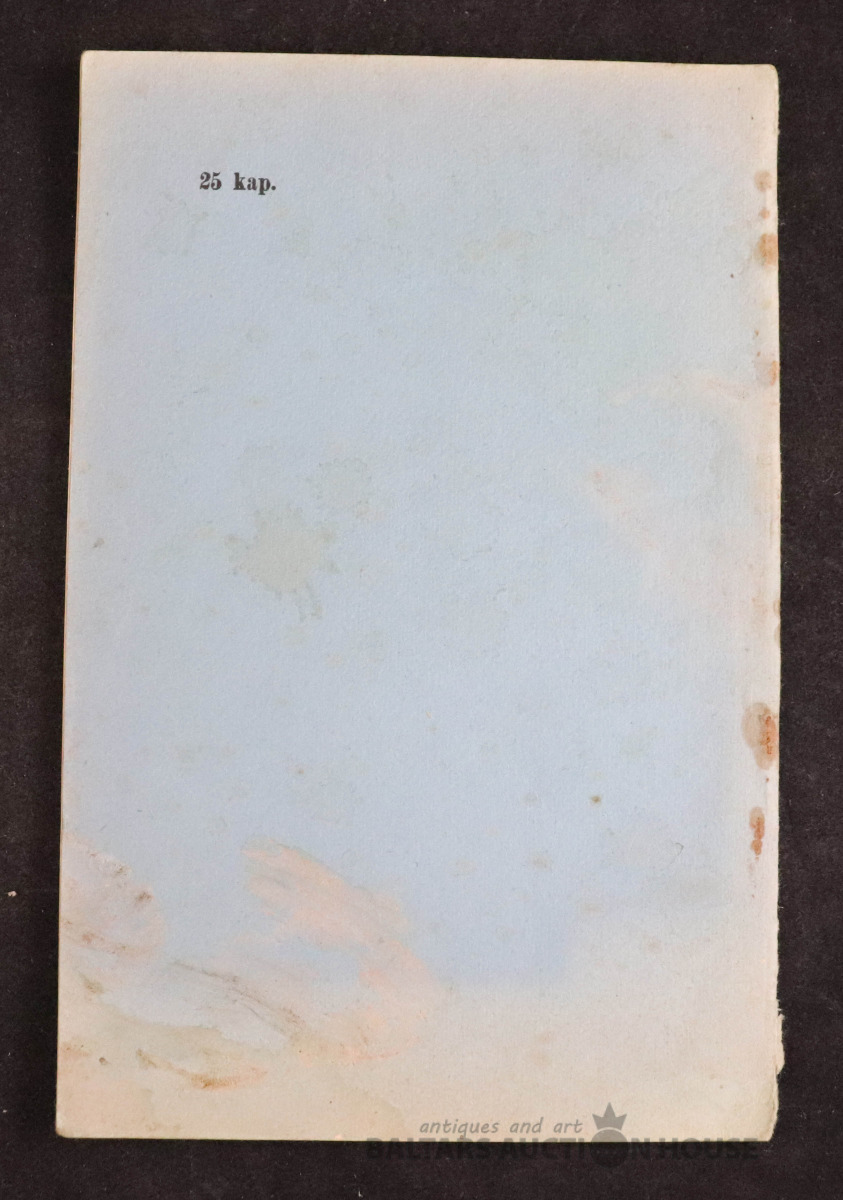 25 kap.
antiques and art
BALTARS AUCTION HOUSE